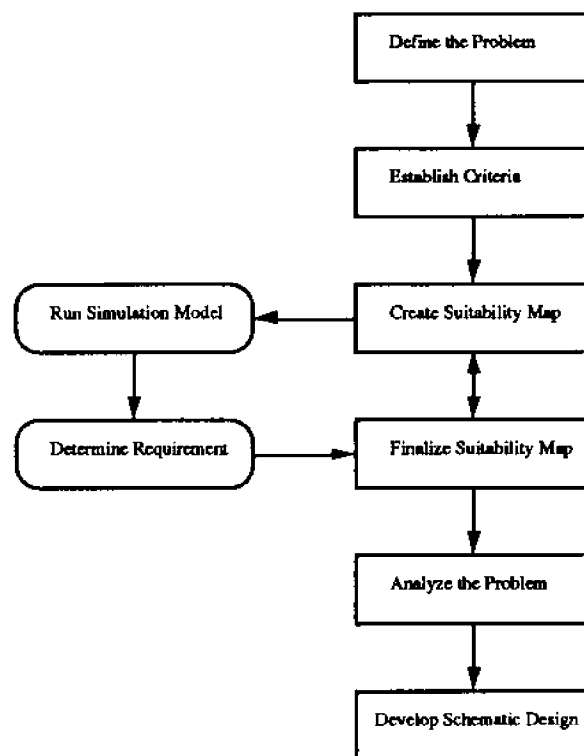 Define the Problem
Establish Criteria
Run Simulation Model
Create Suitability Map
Determine Requirement
Finalize Suitability Map
Analyze the Problem
Develop Schematic Design